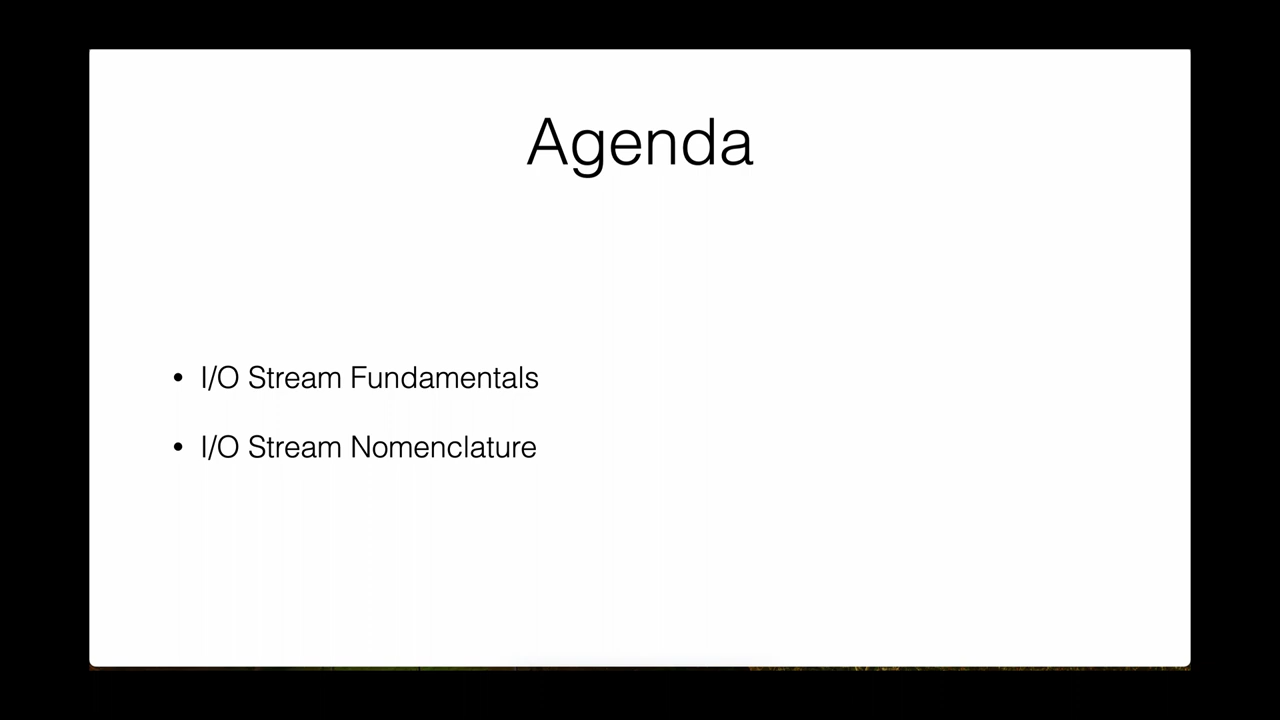 Agenda
• I/O Stream Fundamentals
• I/O Stream Nomenclature